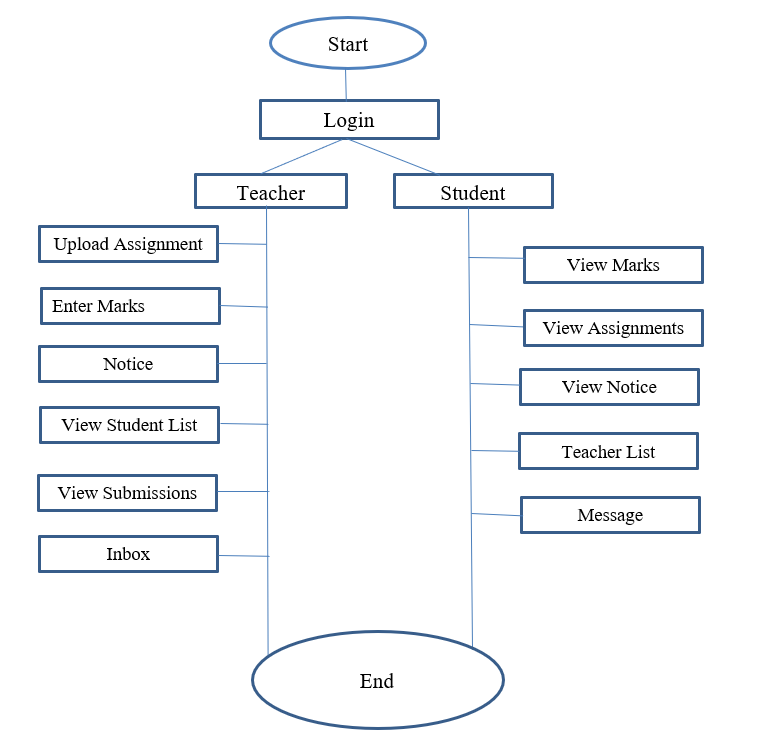 Start
Login
Teacher
Student
Upload Assignment
Enter Marks
Notice
View Student List
View Submissions
Inbox
View Marks
View Assignments
View Notice
Teacher List
Message
End